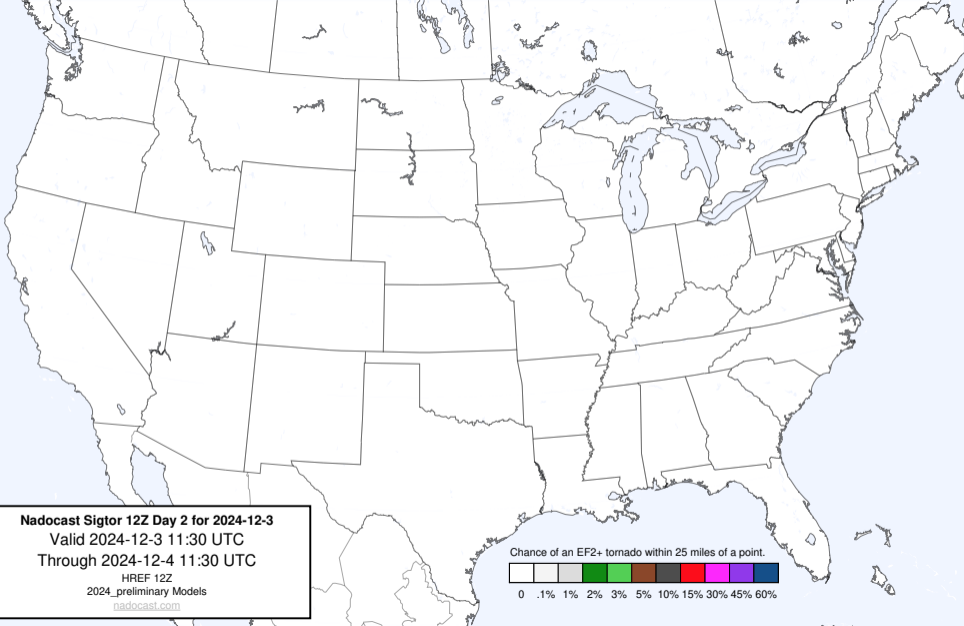 Nadocast Sigtor 12Z Day 2 for 2024-12-3
Valid 2024-12-3 11:30 UTC
Through 2024-12-4 11:30 UTC
HREF 12Z
2024_preliminary Models
nadocast.com
Chance of an EF2+ tornado within 25 miles of a point.
0 .1% 1% 2% 3% 5% 10% 15% 30% 45% 60%